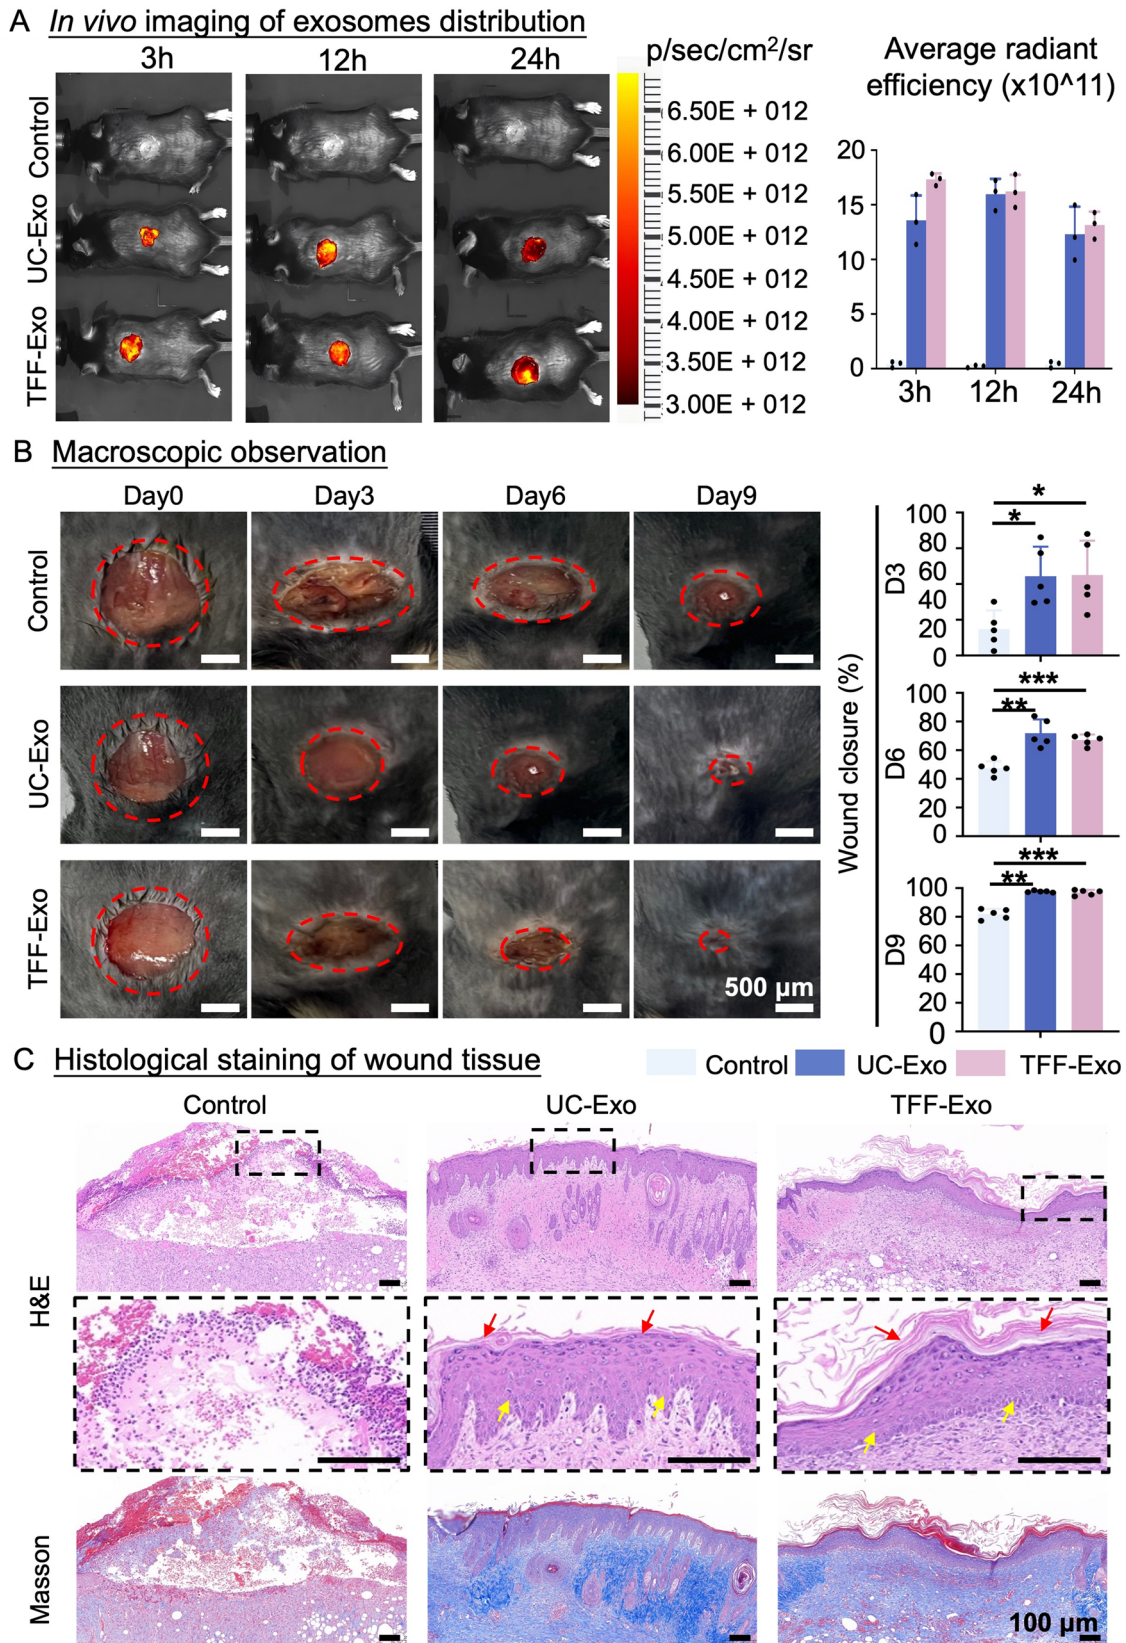 A In vivo imaging of exosomes distribution
3h 12h 24h
p/sec/cm²/sr
Average radiant
efficiency (x10^11)
Control
UC-Exo
TFF-Exo
6.50E + 012
6.00E + 012
5.50E + 012
5.00E + 012
4.50E + 012
4.00E + 012
3.50E + 012
3.00E + 012
20
15
10
5
0
3h 12h 24h
B Macroscopic observation
Day0 Day3 Day6 Day9
Control
UC-Exo
TFF-Exo
500 μm
Wound closure (%)
D3
100
80
60
40
20
0
*
*
D6
100
80
60
40
20
0
***
**
D9
100
80
60
40
20
0
***
**
Control UC-Exo TFF-Exo
C Histological staining of wound tissue
Control UC-Exo TFF-Exo
H&E
Masson
100 μm